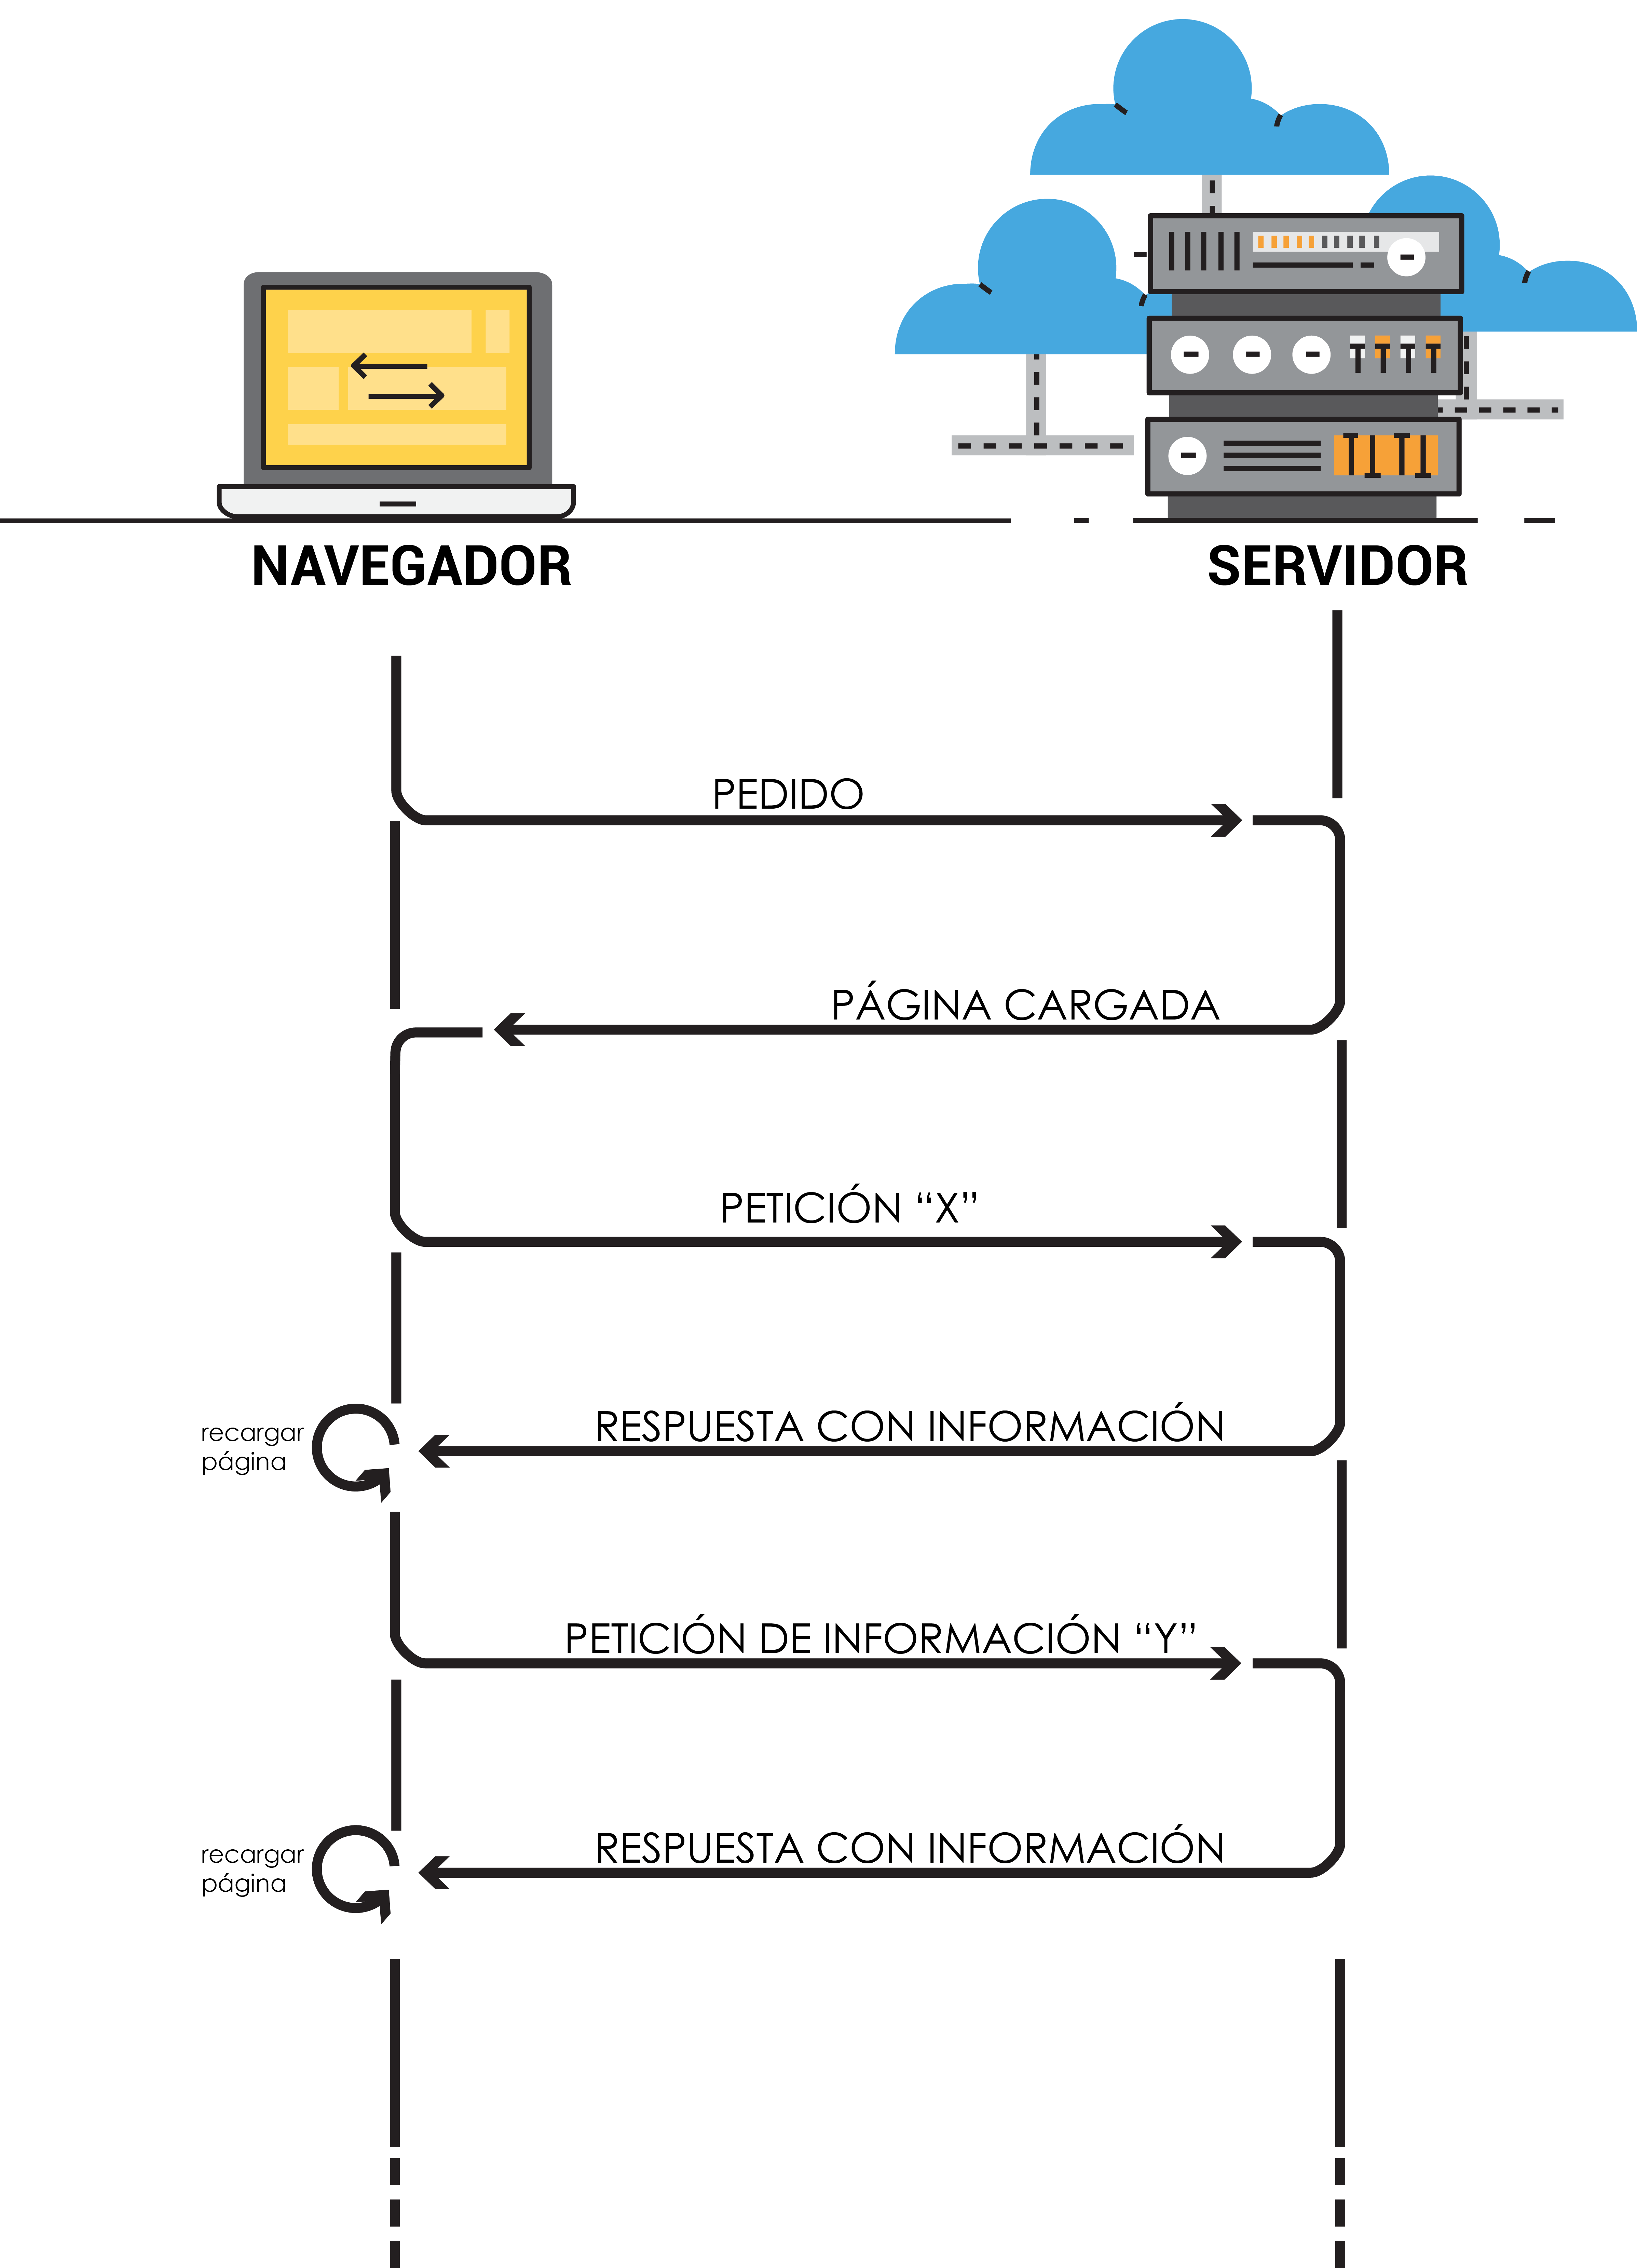 NAVEGADOR
SERVIDOR
PEDIDO
PÁGINA CARGADA
PETICIÓN “X”
RESPUESTA CON INFORMACIÓN
recargar
página
PETICIÓN DE INFORMACIÓN “Y”
RESPUESTA CON INFORMACIÓN
recargar
página